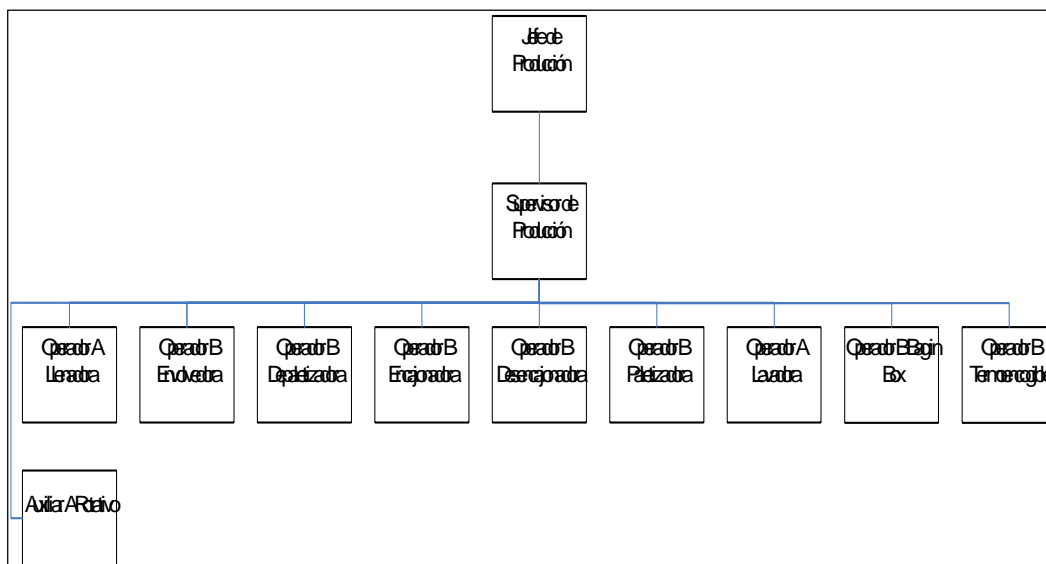 Jefe de
Producción
Supervisor de
Producción
Operador A
Llenadora
Operador B
Envolvedora
Operador B
Depaletizadora
Operador B
Encajonadora
Operador B
Desencajonadora
Operador B
Paletizadora
Operador A
Lavadora
Operador B Bag in
Box
Operador B
Termoencogible
Auxiliar A Rotativo